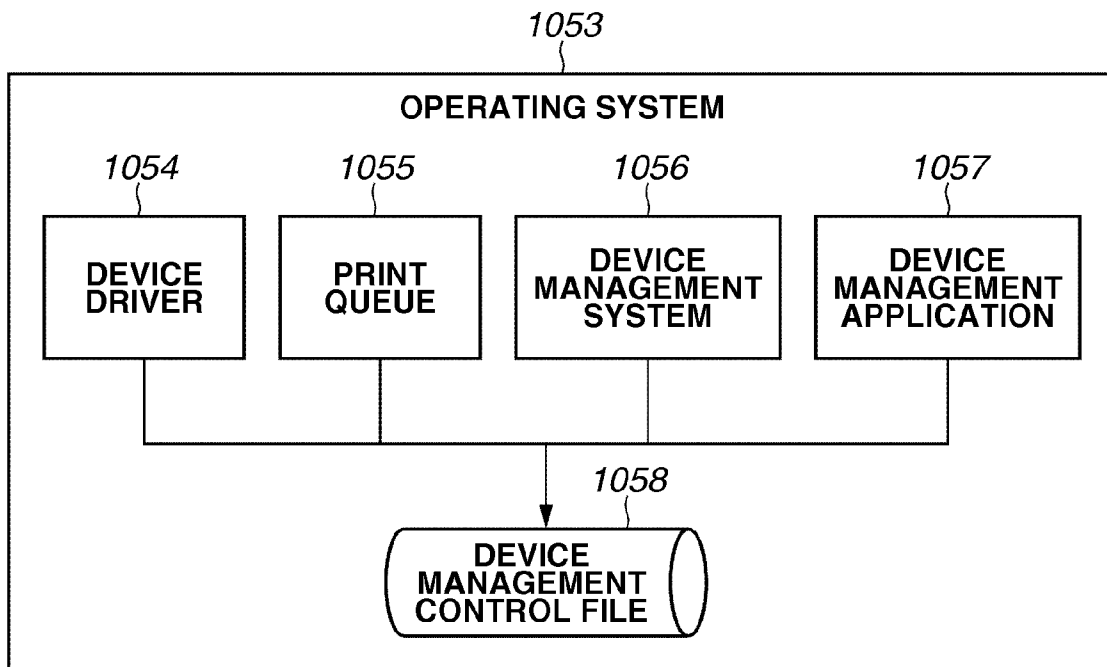 1053
OPERATING SYSTEM
1054
1055
1056
1057
DEVICE
DRIVER
PRINT
QUEUE
DEVICE
MANAGEMENT
SYSTEM
DEVICE
MANAGEMENT
APPLICATION
1058
DEVICE
MANAGEMENT
CONTROL FILE